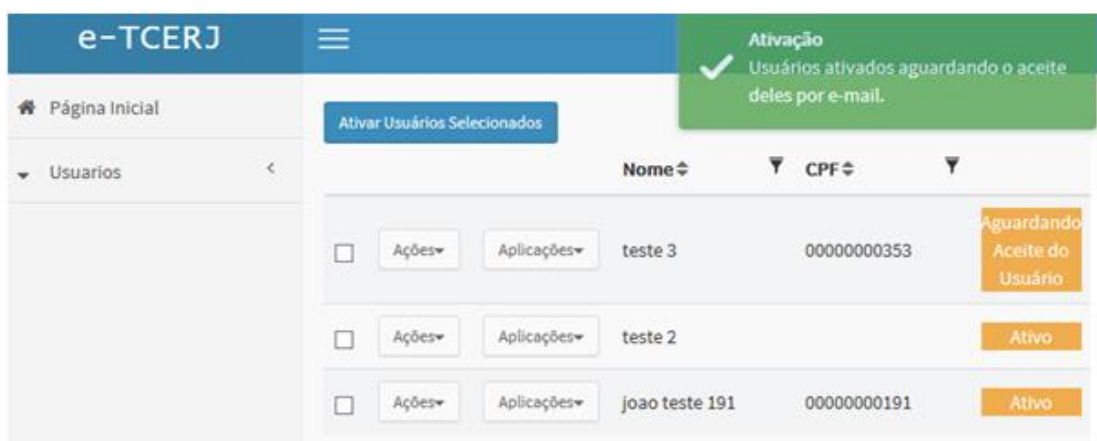 e-TCERJ
Ativação
Usuários ativados aguardando o aceite
deles por e-mail.
Página Inicial
Usuarios
Ativar Usuários Selecionados
Nome CPF
Ações Aplicações teste 3 00000000353 Aguardando
Aceite do
Usuário
Ações Aplicações teste 2 Ativo
Ações Aplicações joao teste 191 00000000191 Ativo